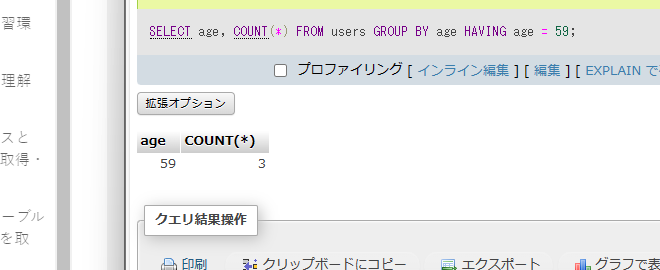 習環
理解
スと
取得・
ーブル
を取
SELECT age, COUNT(*) FROM users GROUP BY age HAVING age = 59;
プロファイリング [ インライン編集 ] [ 編集 ] [ EXPLAIN で
拡張オプション
age COUNT(*)
59 3
クエリ結果操作
印刷 クリップボードにコピー エクスポート グラフで表